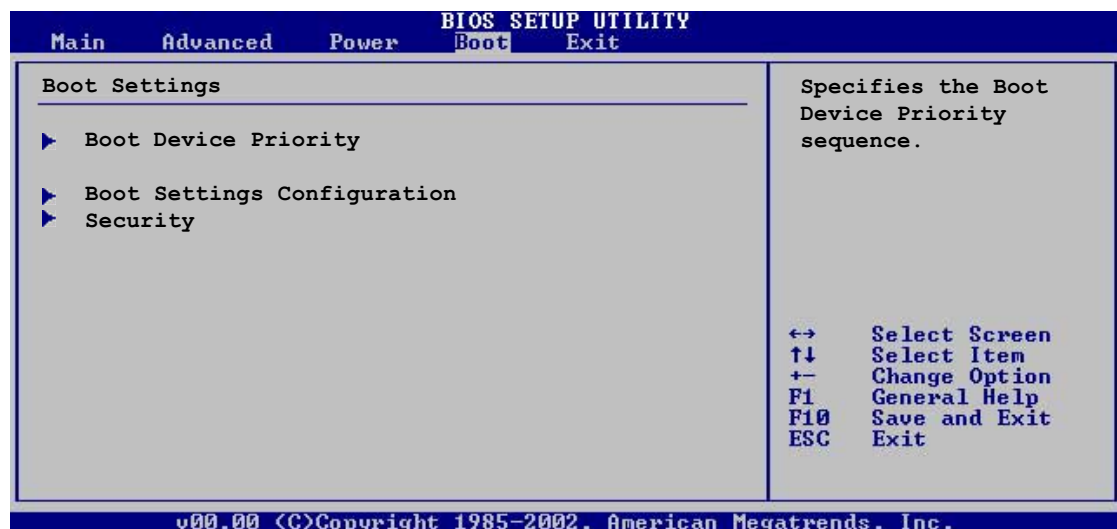 BIOS SETUP UTILITY
Main Advanced Power Boot Exit
Boot Settings
Boot Device Priority
Boot Settings Configuration
Security
Specifies the Boot
Device Priority
sequence.
←→ Select Screen
↑↓ Select Item
+- Change Option
F1 General Help
F10 Save and Exit
ESC Exit
v00.00 (C)Copyright 1985-2002, American Megatrends, Inc.